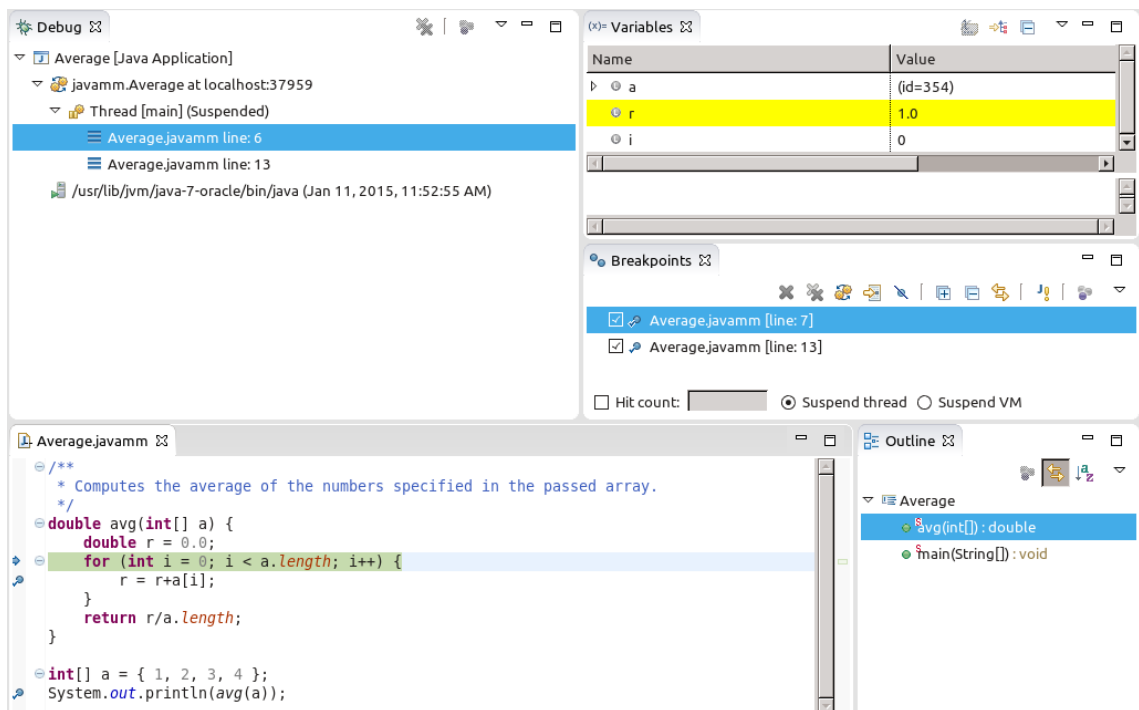 Debug
Average [Java Application]
javamm.Average at localhost:37959
Thread [main] (Suspended)
Average.javamm line: 6
Average.javamm line: 13
/usr/lib/jvm/java-7-oracle/bin/java (Jan 11, 2015, 11:52:55 AM)
(x)= Variables
Name Value
a (id=354)
r 1.0
i 0
Breakpoints
Average.javamm [line: 7]
Average.javamm [line: 13]
Hit count: Suspend thread Suspend VM
Average.javamm
/**
* Computes the average of the numbers specified in the passed array.
*/
double avg(int[] a) {
double r = 0.0;
for (int i = 0; i < a.length; i++) {
r = r+a[i];
}
return r/a.length;
}
int[] a = { 1, 2, 3, 4 };
System.out.println(avg(a));
Outline
Average
avg(int[]) : double
main(String[]) : void